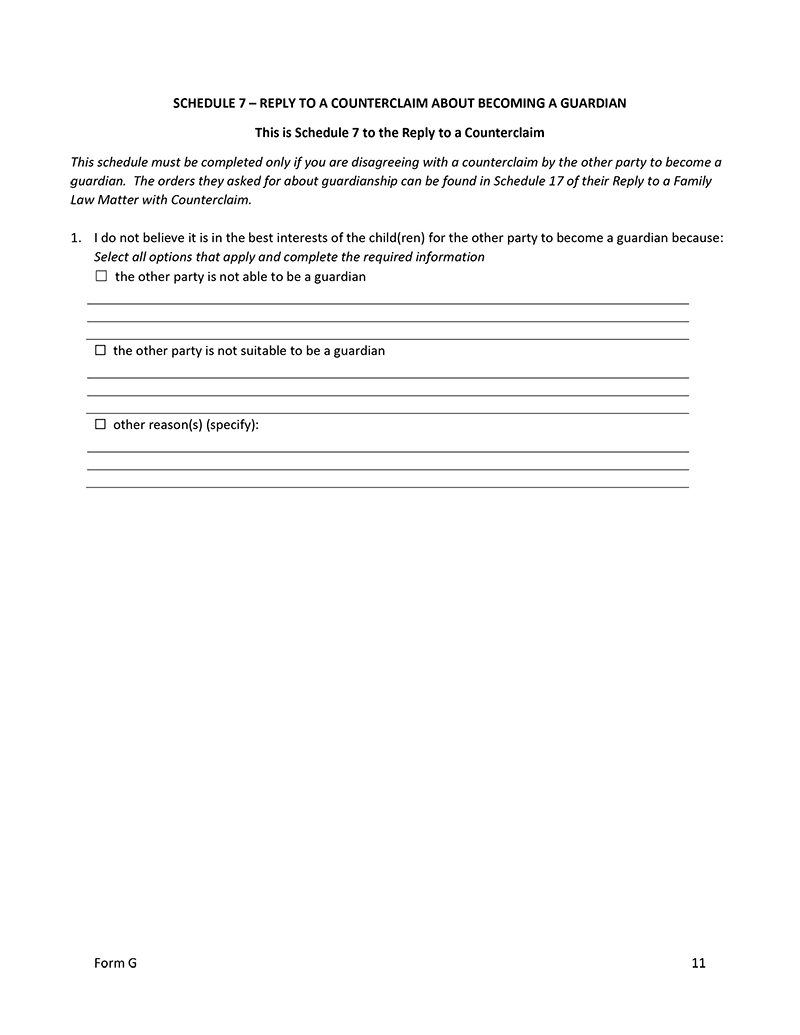 SCHEDULE 7 – REPLY TO A COUNTERCLAIM ABOUT BECOMING A GUARDIAN
This is Schedule 7 to the Reply to a Counterclaim
This schedule must be completed only if you are disagreeing with a counterclaim by the other party to become a
guardian.  The orders they asked for about guardianship can be found in Schedule 17 of their Reply to a Family
Law Matter with Counterclaim.
1. I do not believe it is in the best interests of the child(ren) for the other party to become a guardian because:
Select all options that apply and complete the required information
☐ the other party is not able to be a guardian
☐ the other party is not suitable to be a guardian
☐ other reason(s) (specify):
Form G 11